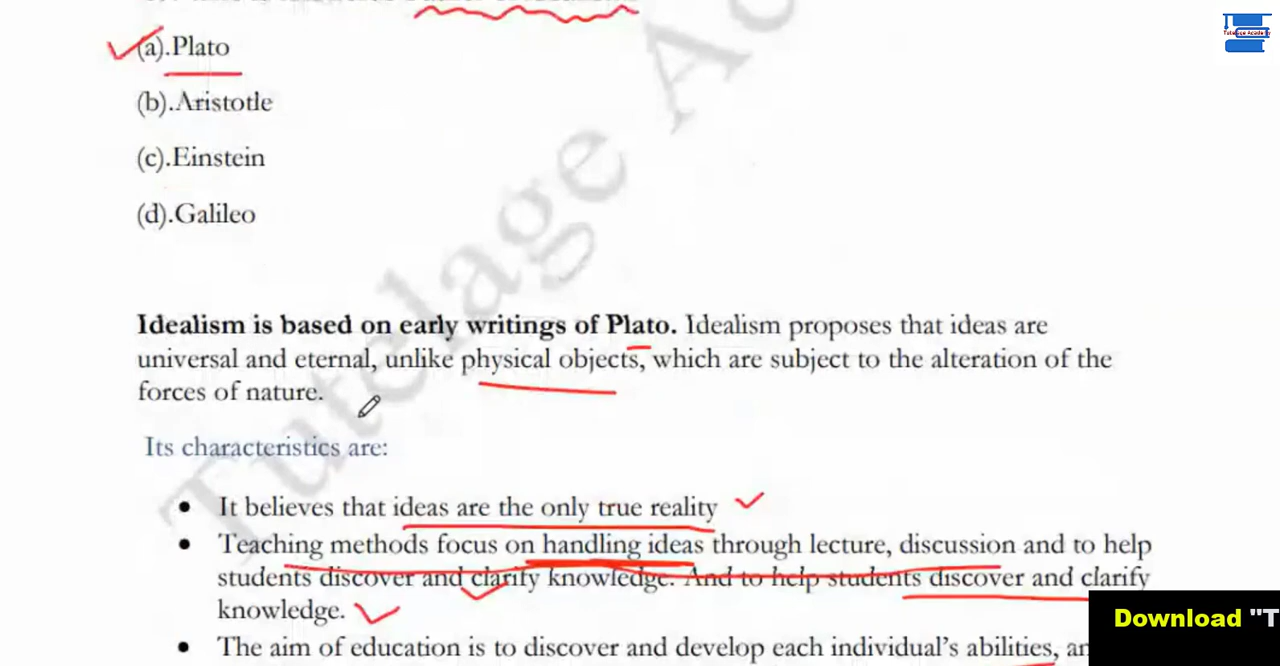 (a).Plato
(b).Aristotle
(c).Einstein
(d).Galileo
Idealism is based on early writings of Plato. Idealism proposes that ideas are
universal and eternal, unlike physical objects, which are subject to the alteration of the
forces of nature.
Its characteristics are:
• It believes that ideas are the only true reality
• Teaching methods focus on handling ideas through lecture, discussion and to help
students discover and clarify knowledge. And to help students discover and clarify
knowledge.
• The aim of education is to discover and develop each individual's abilities,
Download "T
Tutelage Academy
Tutelage A